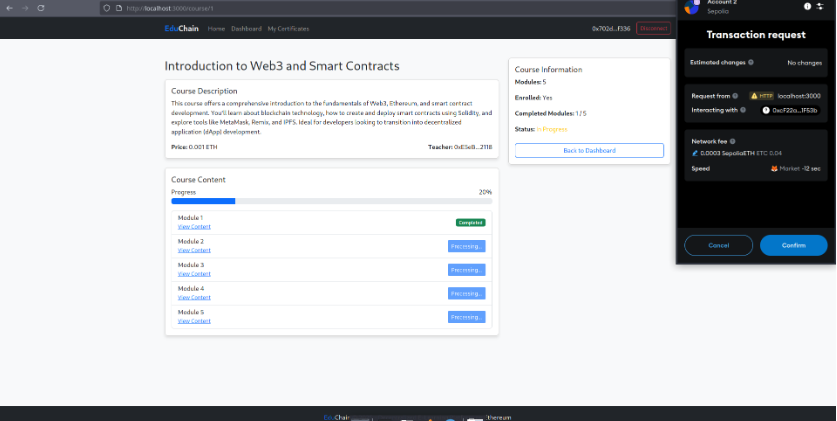 http://localhost:3000/course/1
EduChain Home Dashboard My Certificates
0x702d...f336 Disconnect
Introduction to Web3 and Smart Contracts
Course Description
This course offers a comprehensive introduction to the fundamentals of Web3, Ethereum, and smart contract
development. You'll learn about blockchain technology, how to create and deploy smart contracts using Solidity, and
explore tools like MetaMask, Remix, and IPFS. Ideal for developers looking to transition into decentralized
application (dApp) development.
Price: 0.001 ETH
Course Content
Progress 20%
Module 1
View Content
Completed
Module 2
View Content
Processing...
Module 3
View Content
Processing...
Module 4
View Content
Processing...
Module 5
View Content
Processing...
Course Information
Modules: 5
Enrolled: Yes
Completed Modules: 1/5
Status: In Progress
Back to Dashboard
Account 2
Sepolia
Transaction request
Estimated changes No changes
Request from HTTP localhost:3000
Interacting with 0xcF22a...1F53b
Network fee
0.0003 SepoliaETH ETC 0.04
Speed Market ~12 sec
Cancel Confirm
EduChain
thereum